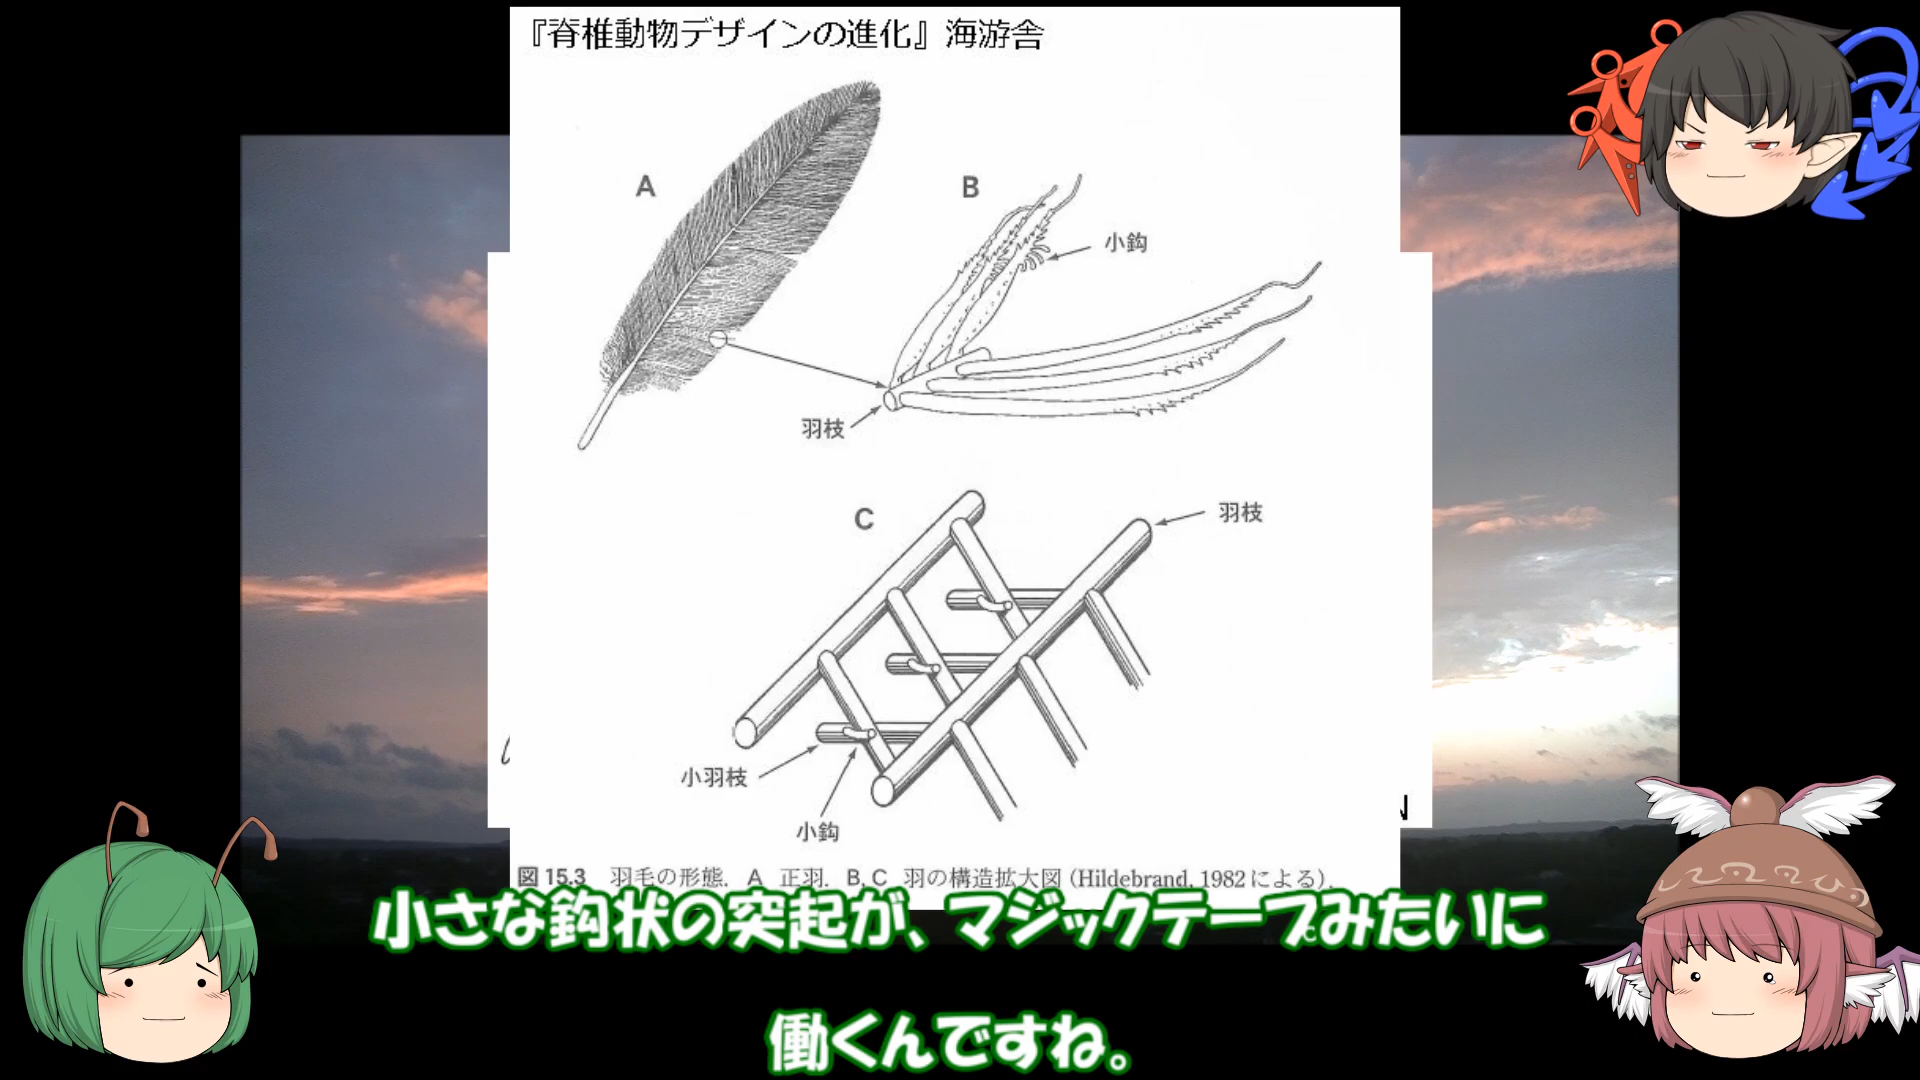 『脊椎動物デザインの進化』 海游舎
A
B
小鈎
羽枝
C
羽枝
小羽枝
小鈎
図 15.3 羽毛の形態. A 正羽. B, C 羽の構造拡大図 (Hildebrand, 1982 による).
小さな鈎状の突起が、マジックテープみたいに
働くんですね。